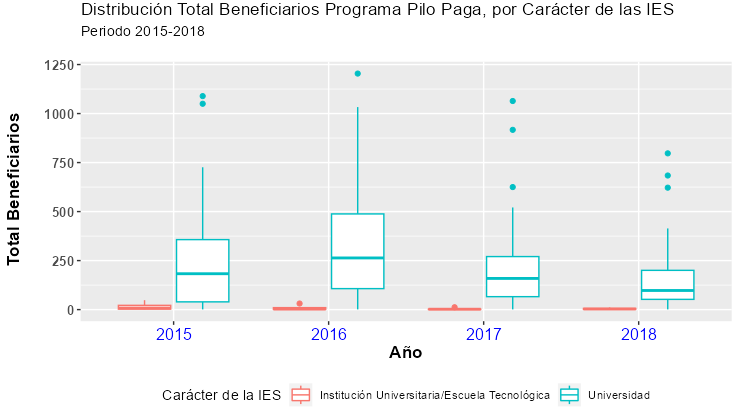 Distribución Total Beneficiarios Programa Pilo Paga, por Carácter de las IES
Periodo 2015-2018
Total Beneficiarios
1250
1000
750
500
250
0
2015 2016 2017 2018
Año
Carácter de la IES Institución Universitaria/Escuela Tecnológica Universidad